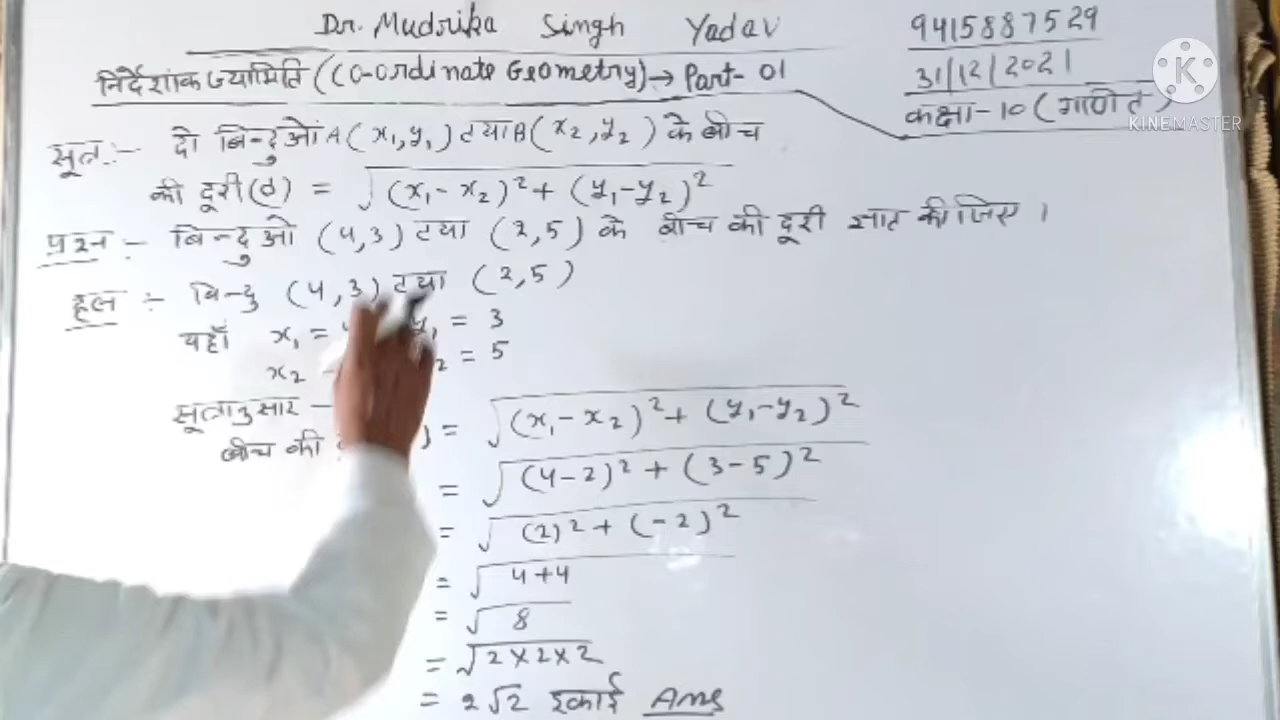 Dr. Mudrika Singh Yadav
9415887529
निर्देशांक ज्यामिति (CO-ordinate Geometry) → Part- 01
31/12/2021
कक्षा-10 (गणित)
KINEMASTER
सूत्र:- दो बिन्दुओं A(x₁,y₁) तथा B(x₂,y₂) के बीच
की दूरी(d) = √(x₁-x₂)²+(y₁-y₂)²
प्रश्न:- बिन्दुओ (4,3) तथा (2,5) के बीच की दूरी ज्ञात कीजिए।
हल:- बिन्दु (4,3) तथा (2,5)
यहाँ x₁ = y₁ = 3
x₂ = 5
सूत्रानुसार -
बीच की = √(x₁-x₂)²+(y₁-y₂)²
= √(4-2)²+(3-5)²
= √(2)²+(-2)²
= √4+4
= √8
= √2×2×2
= 2√2 इकाई Ans